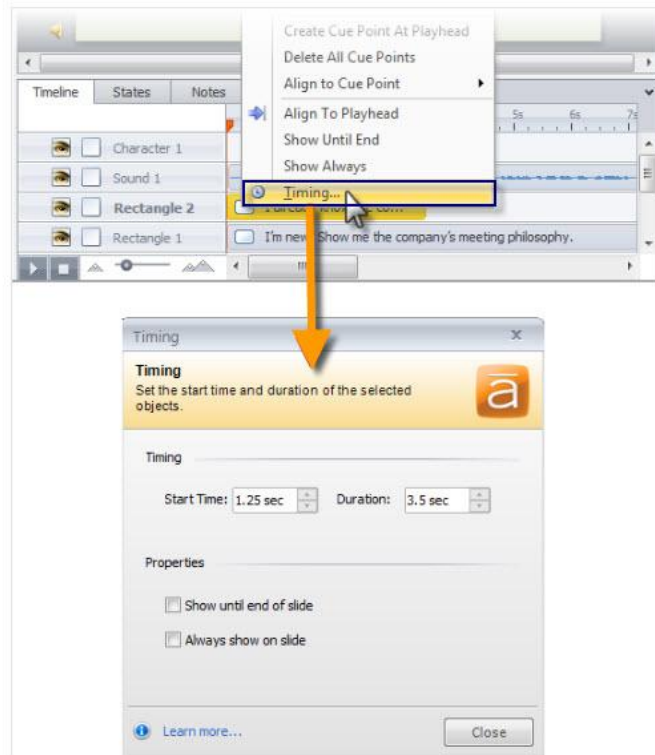 Create Cue Point At Playhead
Delete All Cue Points
Align to Cue Point
Timeline States Notes
Align To Playhead
5s 6s 7s
Show Until End
Character 1
Show Always
Sound 1
Timing...
Rectangle 2
Rectangle 1
I'm new. Show me the company's meeting philosophy.
Timing
x
Timing
Set the start time and duration of the selected
objects.
ā
Timing
Start Time: 1.25 sec Duration: 3.5 sec
Properties
Show until end of slide
Always show on slide
Learn more...
Close